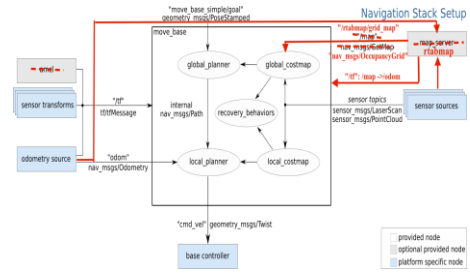 Navigation Stack Setup
"move_base_simple/goal"
geometry_msgs/PoseStamped
"/rtabmap/grid_map"
"/map"
nav_msgs/GetMap
"nav_msgs/OccupancyGrid"
map_server
rtabmap
move_base
amcl
global_planner
global_costmap
"/tf": /map ->/odom
sensor transforms
"/tf"
tf/tfMessage
internal
nav_msgs/Path
recovery_behaviors
sensor topics
sensor_msgs/LaserScan
sensor_msgs/PointCloud
sensor sources
odometry source
"odom"
nav_msgs/Odometry
local_planner
local_costmap
"cmd_vel"
geometry_msgs/Twist
base controller
provided node
optional provided node
platform specific node